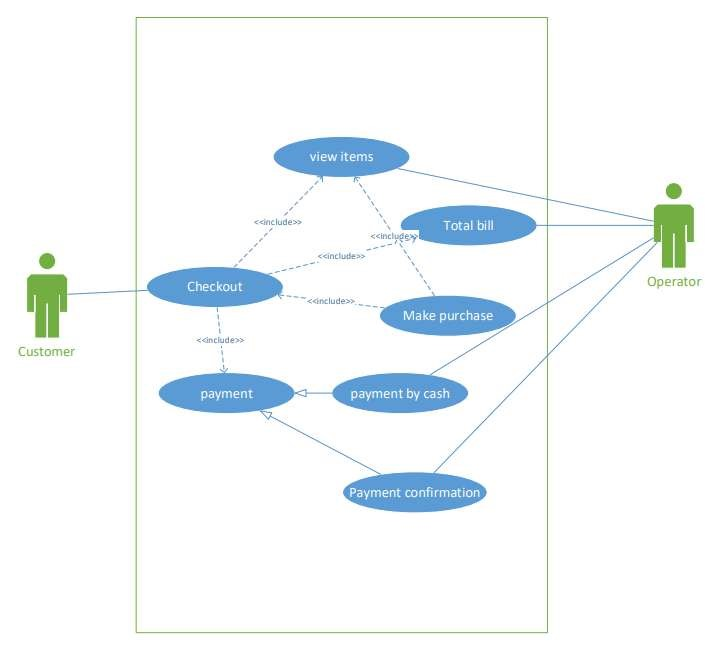 view items
<<include>>
Total bill
<<include>>
<<include>>
Operator
Checkout
<<include>>
Make purchase
<<include>>
Customer
payment
payment by cash
Payment confirmation